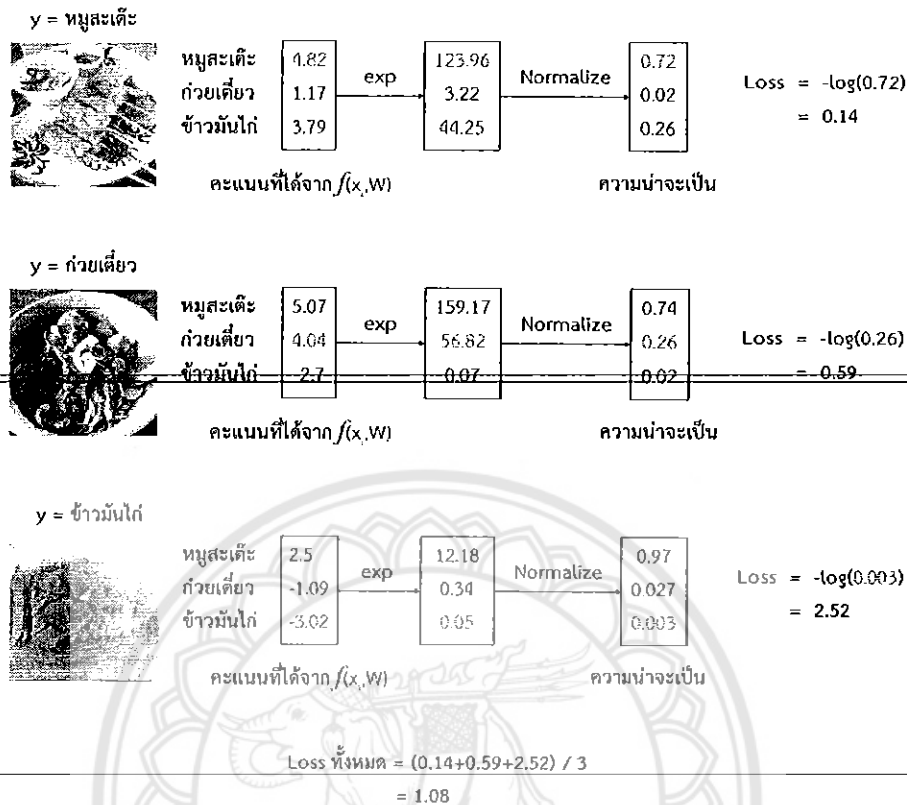 y = หมูสะเต๊ะ
หมูสะเต๊ะ 4.82 123.96 0.72
ก๋วยเตี๋ยว 1.17 exp 3.22 Normalize 0.02
ข้าวมันไก่ 3.79 44.25 0.26
Loss = -log(0.72)
= 0.14
คะแนนที่ได้จาก f(xᵢ,W) ความน่าจะเป็น
y = ก๋วยเตี๋ยว
หมูสะเต๊ะ 5.07 159.17 0.74
ก๋วยเตี๋ยว 4.04 exp 56.82 Normalize 0.26
ข้าวมันไก่ -2.7 0.07 0.02
Loss = -log(0.26)
= 0.59
คะแนนที่ได้จาก f(xᵢ,W) ความน่าจะเป็น
y = ข้าวมันไก่
หมูสะเต๊ะ 2.5 12.18 0.97
ก๋วยเตี๋ยว -1.09 exp 0.34 Normalize 0.027
ข้าวมันไก่ -3.02 0.05 0.003
Loss = -log(0.003)
= 2.52
คะแนนที่ได้จาก f(xᵢ,W) ความน่าจะเป็น
Loss ทั้งหมด = (0.14+0.59+2.52) / 3
= 1.08